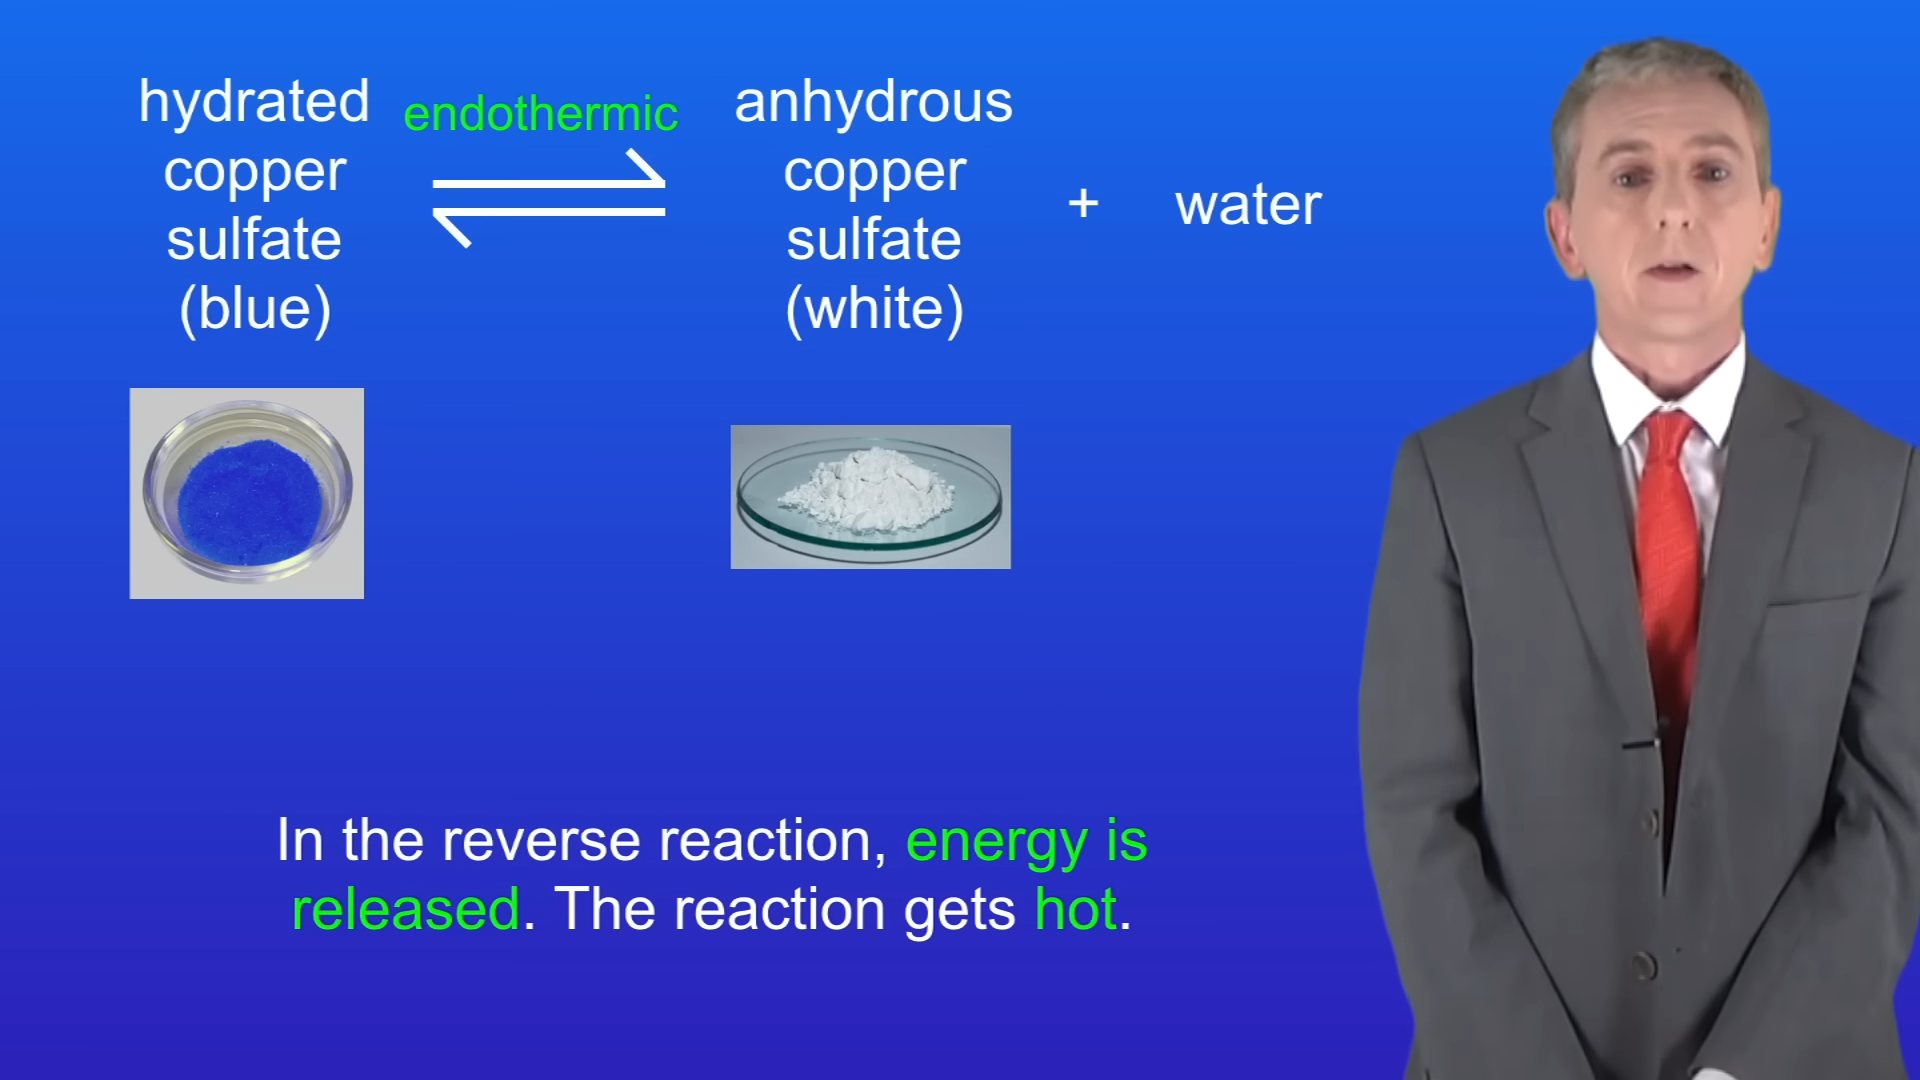 hydrated
copper
sulfate
(blue)
endothermic
anhydrous
copper
sulfate
(white)
+
water
In the reverse reaction, energy is
released. The reaction gets hot.